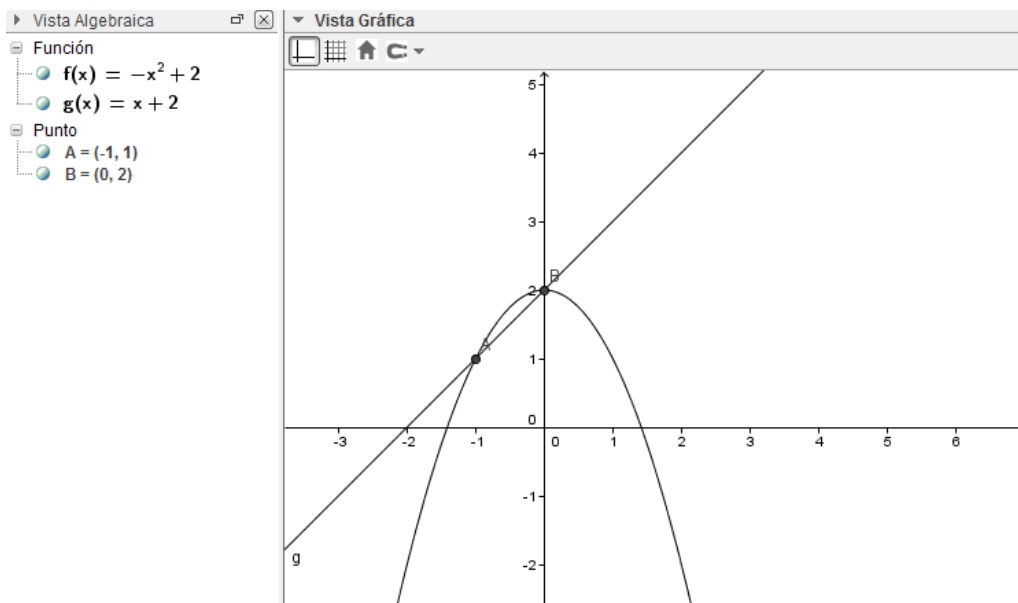 Vista Algebraica
Función
f(x) = −x² + 2
g(x) = x + 2
Punto
A = (-1, 1)
B = (0, 2)
Vista Gráfica
5
4
3
B
2
A
1
0
-3 -2 -1 0 1 2 3 4 5 6
-1
g
-2